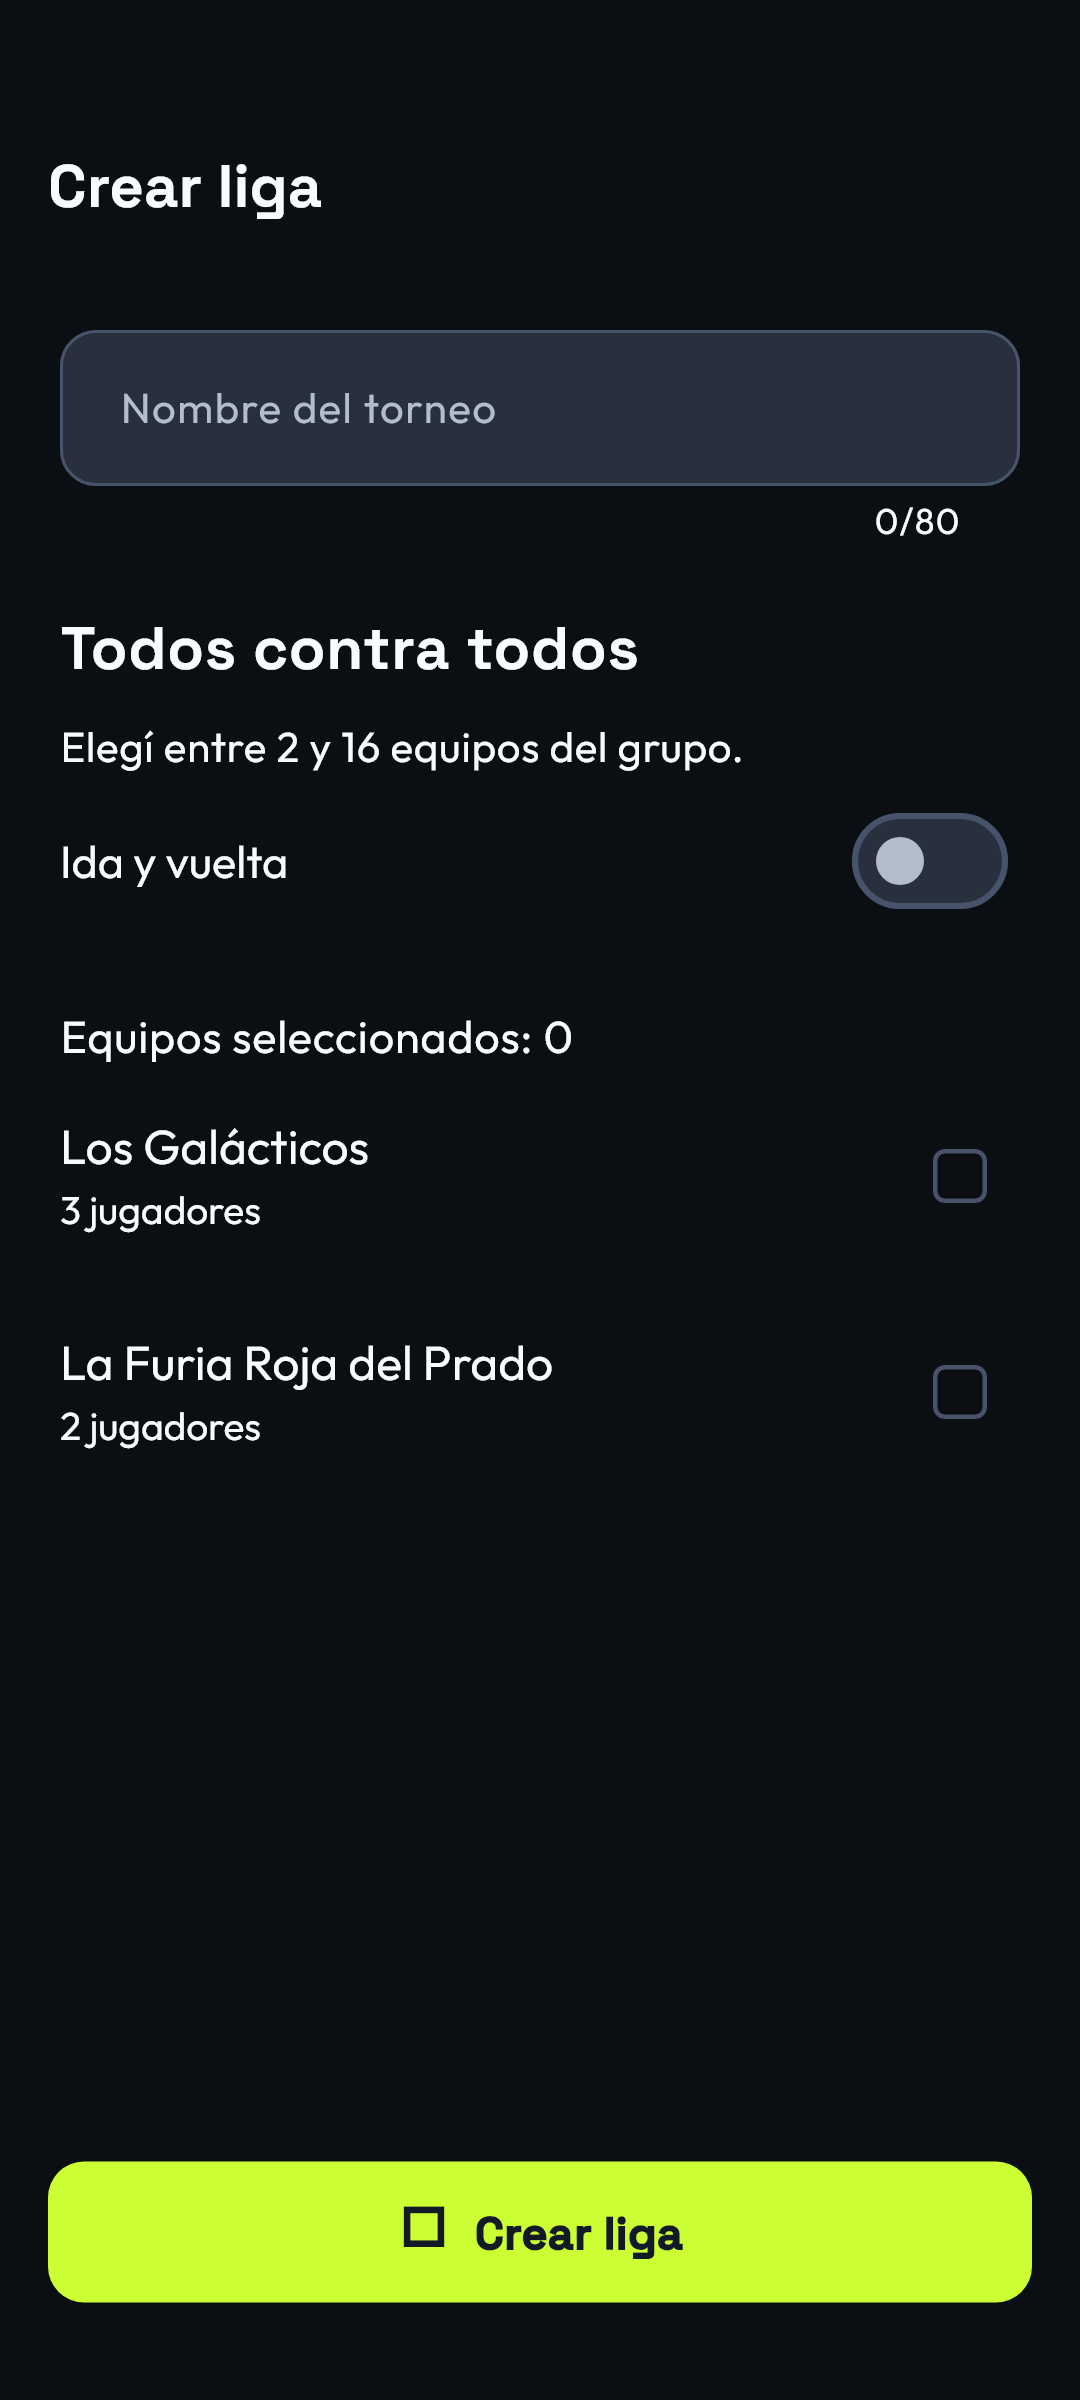 Crear liga
Nombre del torneo
0/80
Todos contra todos
Elegí entre 2 y 16 equipos del grupo.
Ida y vuelta
Equipos seleccionados: 0
Los Galácticos
3 jugadores
La Furia Roja del Prado
2 jugadores
Crear liga